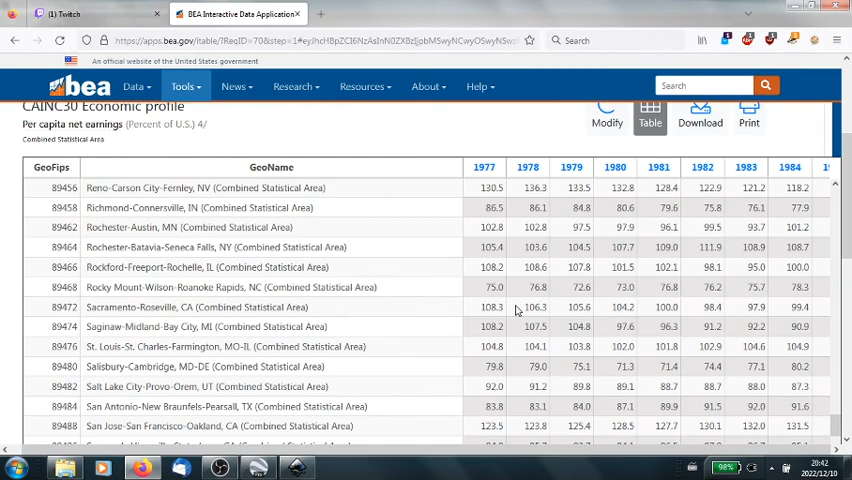 (1) Twitch
BEA Interactive Data Application
https://apps.bea.gov/itable/?ReqID=70&step=1#
Search
An official website of the United States government
bea
Data
Tools
News
Research
Resources
About
Help
Search
CAINC30 Economic profile
Per capita net earnings (Percent of U.S.) 4/
Combined Statistical Area
Modify
Table
Download
Print
GeoFips GeoName 1977 1978 1979 1980 1981 1982 1983 1984
89456 Reno-Carson City-Fernley, NV (Combined Statistical Area) 130.5 136.3 133.5 132.8 128.4 122.9 121.2 118.2
89458 Richmond-Connersville, IN (Combined Statistical Area) 86.5 86.1 84.8 80.6 79.6 75.8 76.1 77.9
89462 Rochester-Austin, MN (Combined Statistical Area) 102.8 102.8 97.5 97.9 96.1 99.5 93.7 101.2
89464 Rochester-Batavia-Seneca Falls, NY (Combined Statistical Area) 105.4 103.6 104.5 107.7 109.0 111.9 108.9 108.7
89466 Rockford-Freeport-Rochelle, IL (Combined Statistical Area) 108.2 108.6 107.8 101.5 102.1 98.1 95.0 100.0
89468 Rocky Mount-Wilson-Roanoke Rapids, NC (Combined Statistical Area) 75.0 76.8 72.6 73.0 76.8 76.2 75.7 78.3
89472 Sacramento-Roseville, CA (Combined Statistical Area) 108.3 106.3 105.6 104.2 100.0 98.4 97.9 99.4
89474 Saginaw-Midland-Bay City, MI (Combined Statistical Area) 108.2 107.5 104.8 97.6 96.3 91.2 92.2 90.9
89476 St. Louis-St. Charles-Farmington, MO-IL (Combined Statistical Area) 104.8 104.1 103.8 102.0 101.8 102.9 104.6 104.9
89480 Salisbury-Cambridge, MD-DE (Combined Statistical Area) 79.8 79.0 75.1 71.3 71.4 74.4 77.1 80.2
89482 Salt Lake City-Provo-Orem, UT (Combined Statistical Area) 92.0 91.2 89.8 89.1 88.7 88.7 88.0 87.3
89484 San Antonio-New Braunfels-Pearsall, TX (Combined Statistical Area) 83.8 83.1 84.0 87.1 89.9 91.5 92.0 91.6
89488 San Jose-San Francisco-Oakland, CA (Combined Statistical Area) 123.5 123.8 125.4 128.5 127.7 130.1 132.0 131.5
98%
20:42
2022/12/10